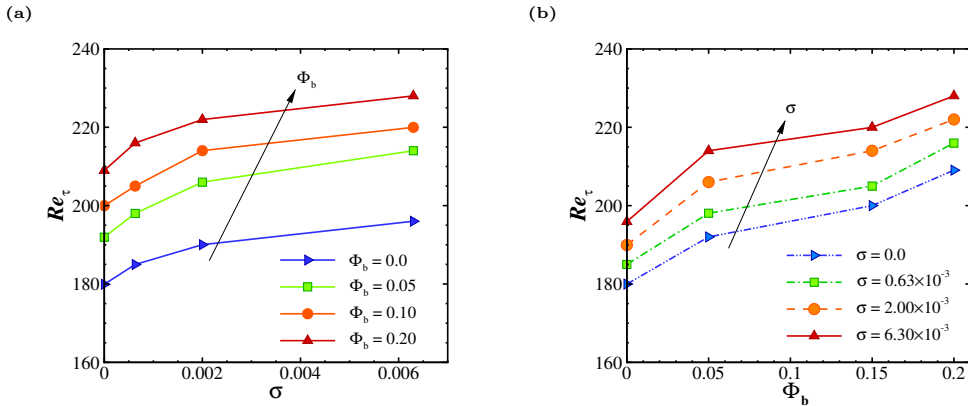 (a)
240
220
200
180
160
Re_τ
0
0.002
0.004
0.006
σ
Φ_b
Φ_b = 0.0
Φ_b = 0.05
Φ_b = 0.10
Φ_b = 0.20
(b)
240
220
200
180
160
Re_τ
0
0.05
0.1
0.15
0.2
Φ_b
σ
σ = 0.0
σ = 0.63×10^-3
σ = 2.00×10^-3
σ = 6.30×10^-3